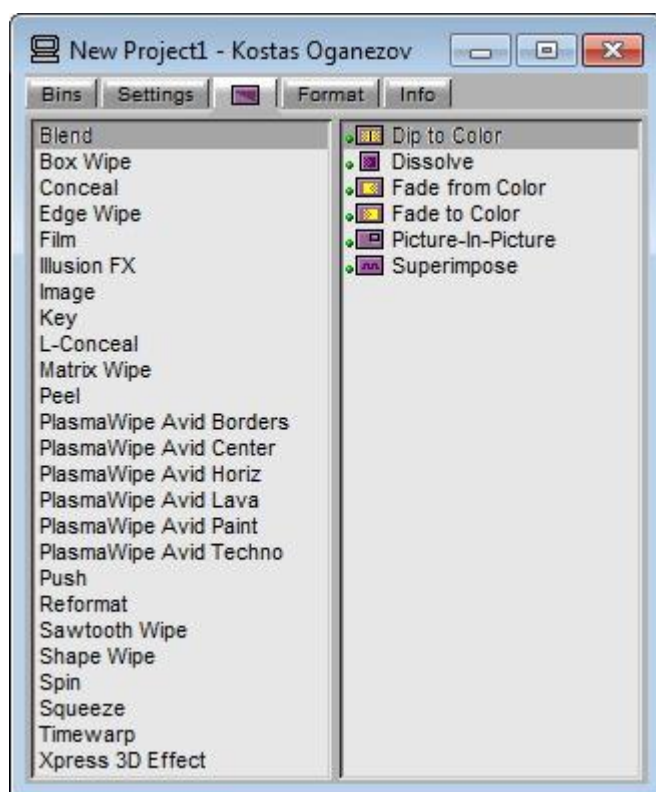 New Project1 - Kostas Oganezov
Bins Settings Format Info
Blend
Box Wipe
Conceal
Edge Wipe
Film
Illusion FX
Image
Key
L-Conceal
Matrix Wipe
Peel
PlasmaWipe Avid Borders
PlasmaWipe Avid Center
PlasmaWipe Avid Horiz
PlasmaWipe Avid Lava
PlasmaWipe Avid Paint
PlasmaWipe Avid Techno
Push
Reformat
Sawtooth Wipe
Shape Wipe
Spin
Squeeze
Timewarp
Xpress 3D Effect
Dip to Color
Dissolve
Fade from Color
Fade to Color
Picture-In-Picture
Superimpose